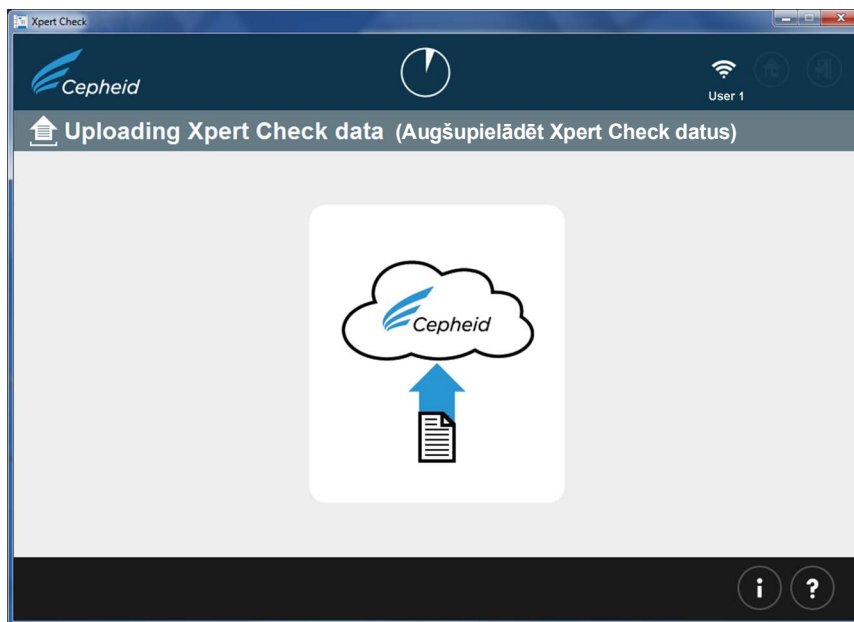 Xpert Check
Cepheid
User 1
Uploading Xpert Check data (Augšupielādēt Xpert Check datus)
Cepheid
i ?